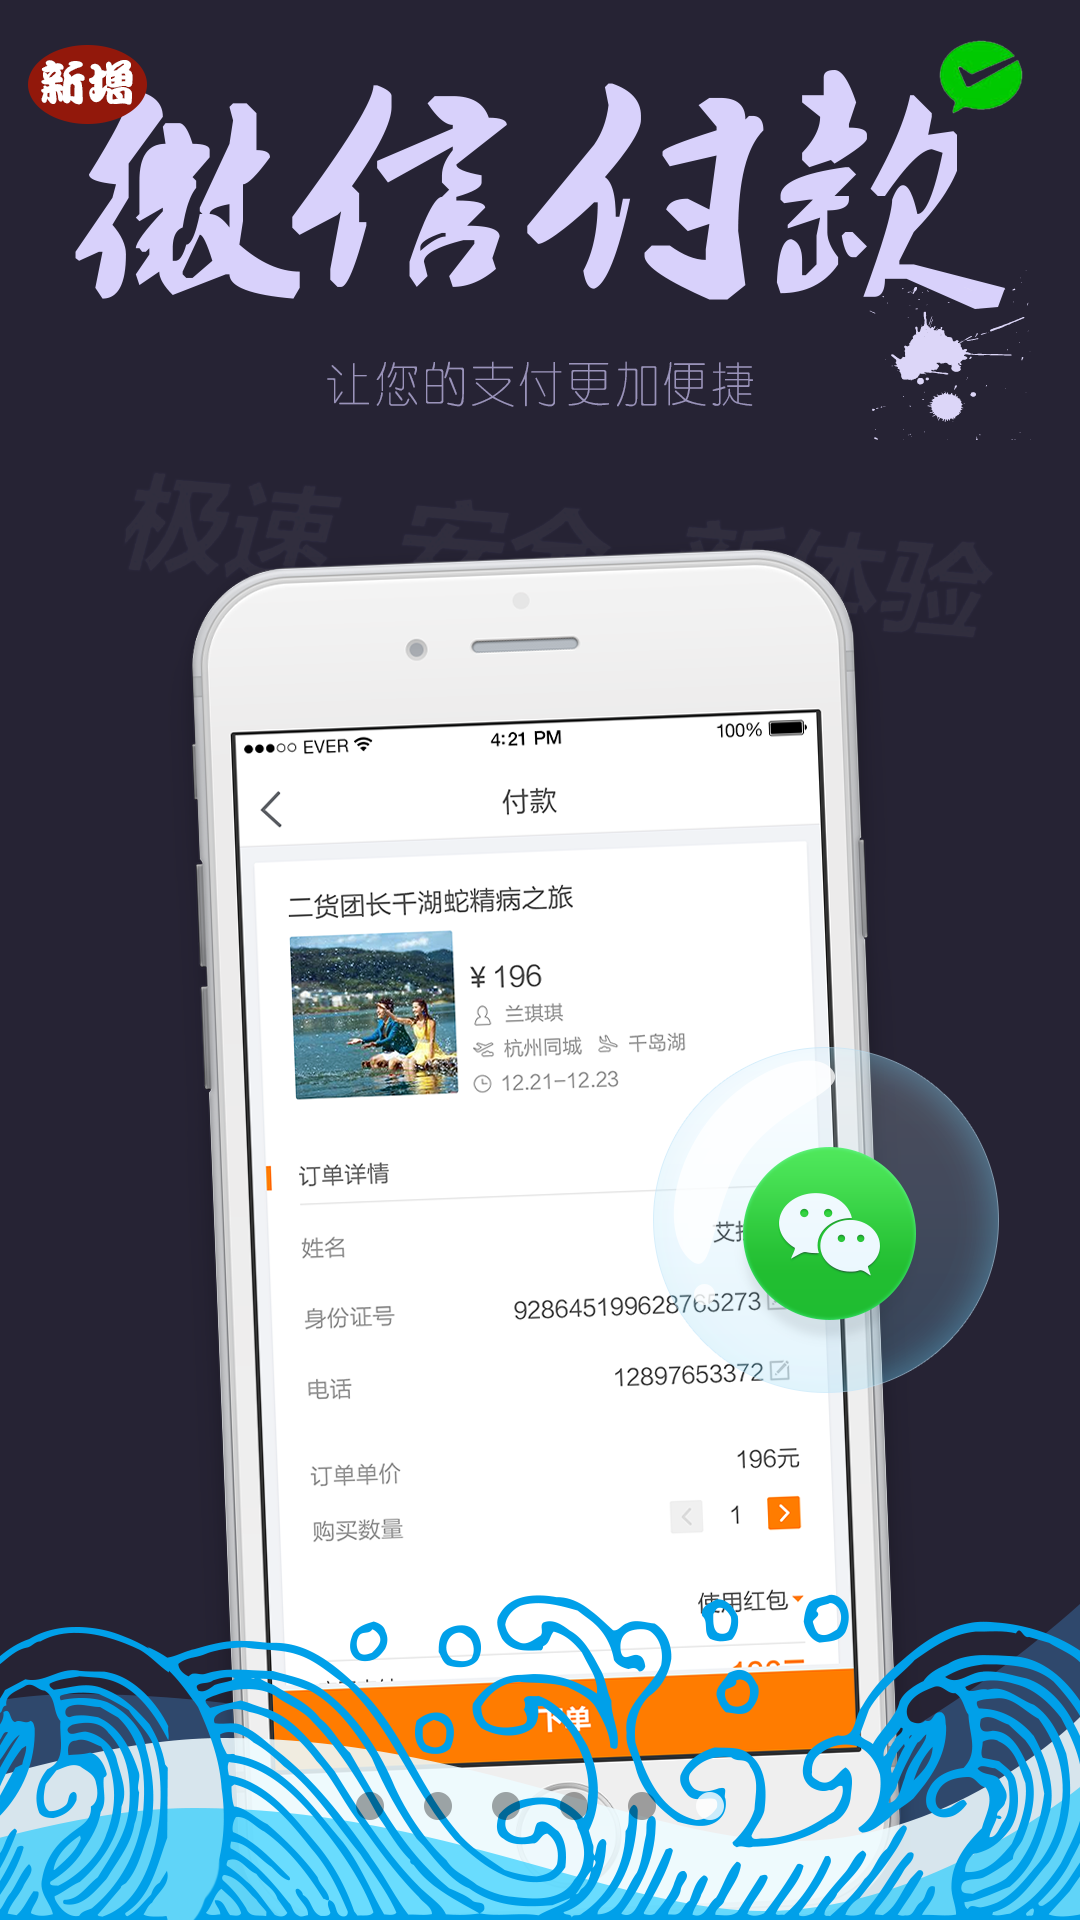 新增
微信付款
让您的支付更加便捷
极速 安全 新体验
EVER 4:21 PM 100%
付款
二货团长千湖蛇精病之旅
¥ 196
兰琪琪
杭州同城 千岛湖
12.21-12.23
订单详情
姓名
身份证号 928645199628765273
电话 12897653372
订单单价 196元
购买数量 1
使用红包
下单